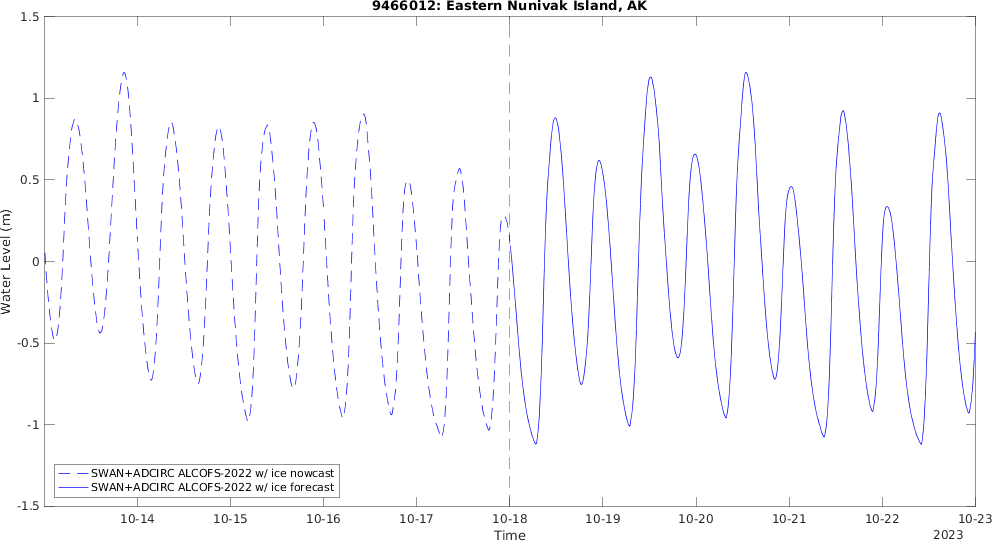 9466012: Eastern Nunivak Island, AK
1.5
1
0.5
0
-0.5
-1
-1.5
Water Level (m)
SWAN+ADCIRC ALCOFS-2022 w/ ice nowcast
SWAN+ADCIRC ALCOFS-2022 w/ ice forecast
10-14 10-15 10-16 10-17 10-18 10-19 10-20 10-21 10-22 10-23
Time
2023